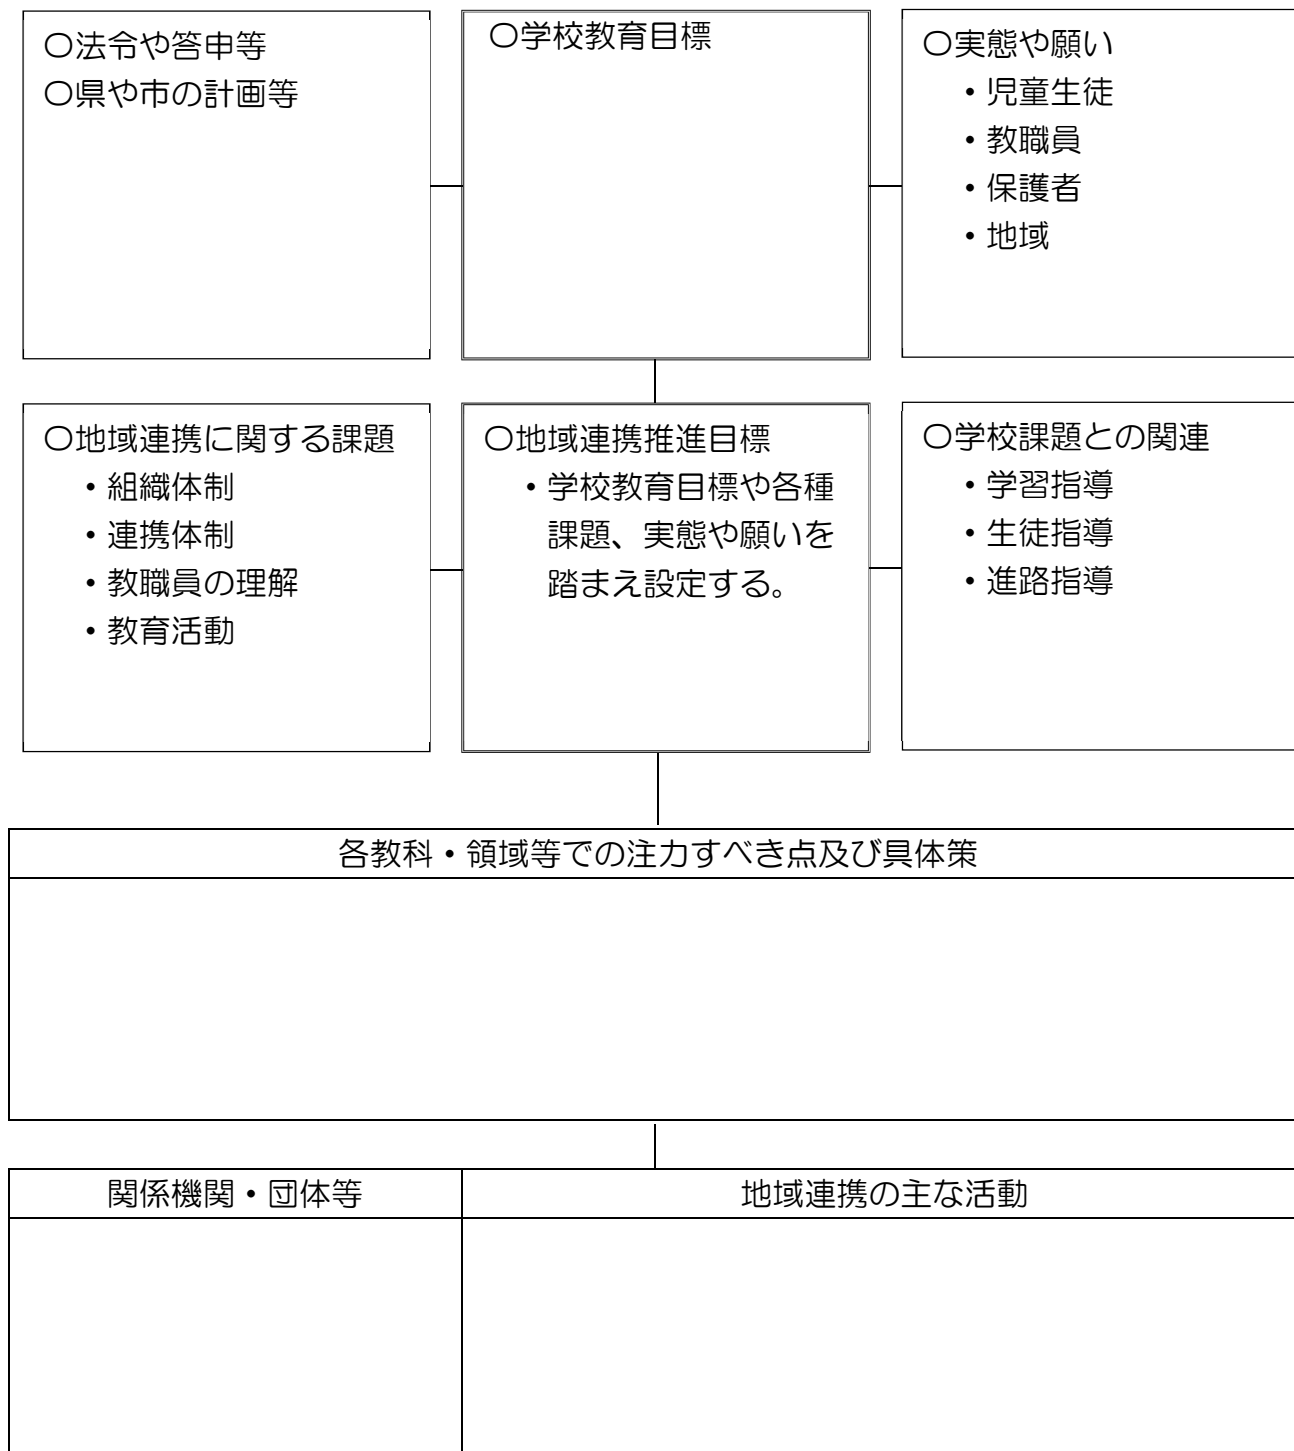 〇法令や答申等
〇県や市の計画等
〇学校教育目標
〇実態や願い
・児童生徒
・教職員
・保護者
・地域
〇地域連携に関する課題
・組織体制
・連携体制
・教職員の理解
・教育活動
〇地域連携推進目標
・学校教育目標や各種
課題、実態や願いを
踏まえ設定する。
〇学校課題との関連
・学習指導
・生徒指導
・進路指導
各教科・領域等での注力すべき点及び具体策
関係機関・団体等
地域連携の主な活動